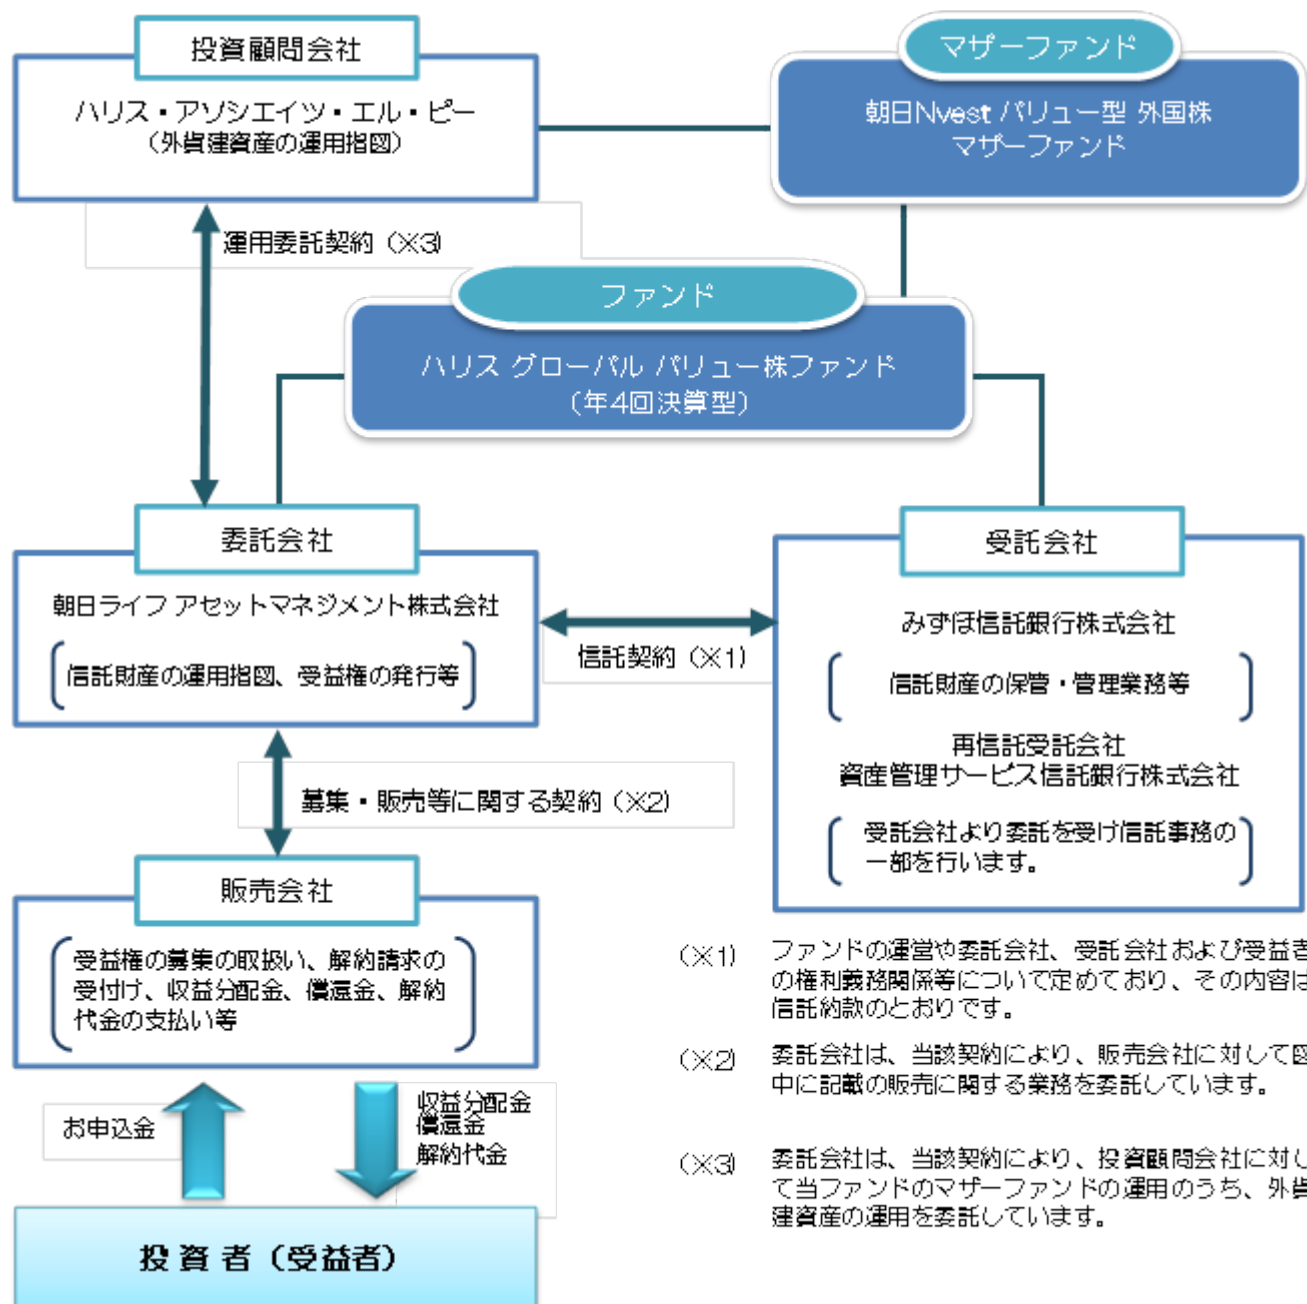 投資顧問会社
ハリス・アソシエイツ・エル・ピー
（外貨建資産の運用指図）
マザーファンド
朝日Nvest バリュー型 外国株
マザーファンド
運用委託契約（※3）
ファンド
ハリス グローバル バリュー株ファンド
（年4回決算型）
委託会社
朝日ライフ アセットマネジメント株式会社
信託財産の運用指図、受益権の発行等
信託契約（※1）
受託会社
みずほ信託銀行株式会社
信託財産の保管・管理業務等
再信託受託会社
資産管理サービス信託銀行株式会社
受託会社より委託を受け信託事務の
一部を行います。
募集・販売等に関する契約（※2）
販売会社
受益権の募集の取扱い、解約請求の
受付け、収益分配金、償還金、解約
代金の支払い等
お申込金
収益分配金
償還金
解約代金
投資者（受益者）
（※1） ファンドの運営や委託会社、受託会社および受益者
の権利義務関係等について定めており、その内容は
信託約款のとおりです。
（※2） 委託会社は、当該契約により、販売会社に対して図
中に記載の販売に関する業務を委託しています。
（※3） 委託会社は、当該契約により、投資顧問会社に対し
て当ファンドのマザーファンドの運用のうち、外貨
建資産の運用を委託しています。